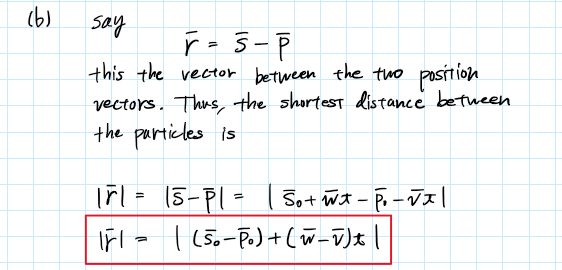 (b) say
r̄ = s̄ - p̄
this the vector between the two position
vectors. Thus, the shortest distance between
the particles is
|r̄| = |s̄-p̄| = | s̄₀+ w̄t - p̄₀ - v̄t |
|r̄| = | (s̄₀-p̄₀)+(w̄-v̄)t |